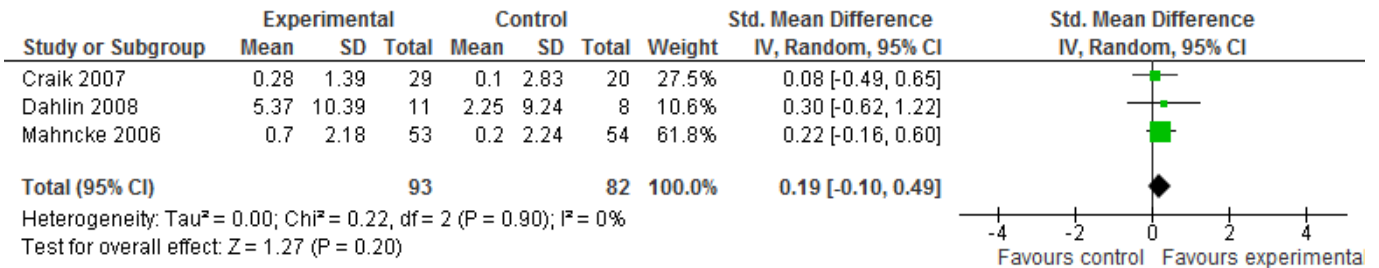 Experimental Control Std. Mean Difference Std. Mean Difference
Study or Subgroup Mean SD Total Mean SD Total Weight IV, Random, 95% CI IV, Random, 95% CI
Craik 2007 0.28 1.39 29 0.1 2.83 20 27.5% 0.08 [-0.49, 0.65]
Dahlin 2008 5.37 10.39 11 2.25 9.24 8 10.6% 0.30 [-0.62, 1.22]
Mahncke 2006 0.7 2.18 53 0.2 2.24 54 61.8% 0.22 [-0.16, 0.60]
Total (95% CI) 93 82 100.0% 0.19 [-0.10, 0.49]
Heterogeneity: Tau² = 0.00; Chi² = 0.22, df = 2 (P = 0.90); I² = 0%
Test for overall effect: Z = 1.27 (P = 0.20)
-4 -2 0 2 4
Favours control Favours experimenta